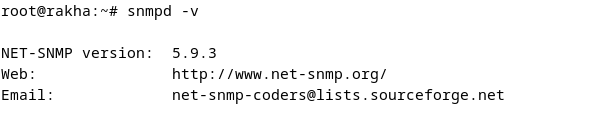 root@rakha:~# snmpd -v
NET-SNMP version:  5.9.3
Web:               http://www.net-snmp.org/
Email:             net-snmp-coders@lists.sourceforge.net